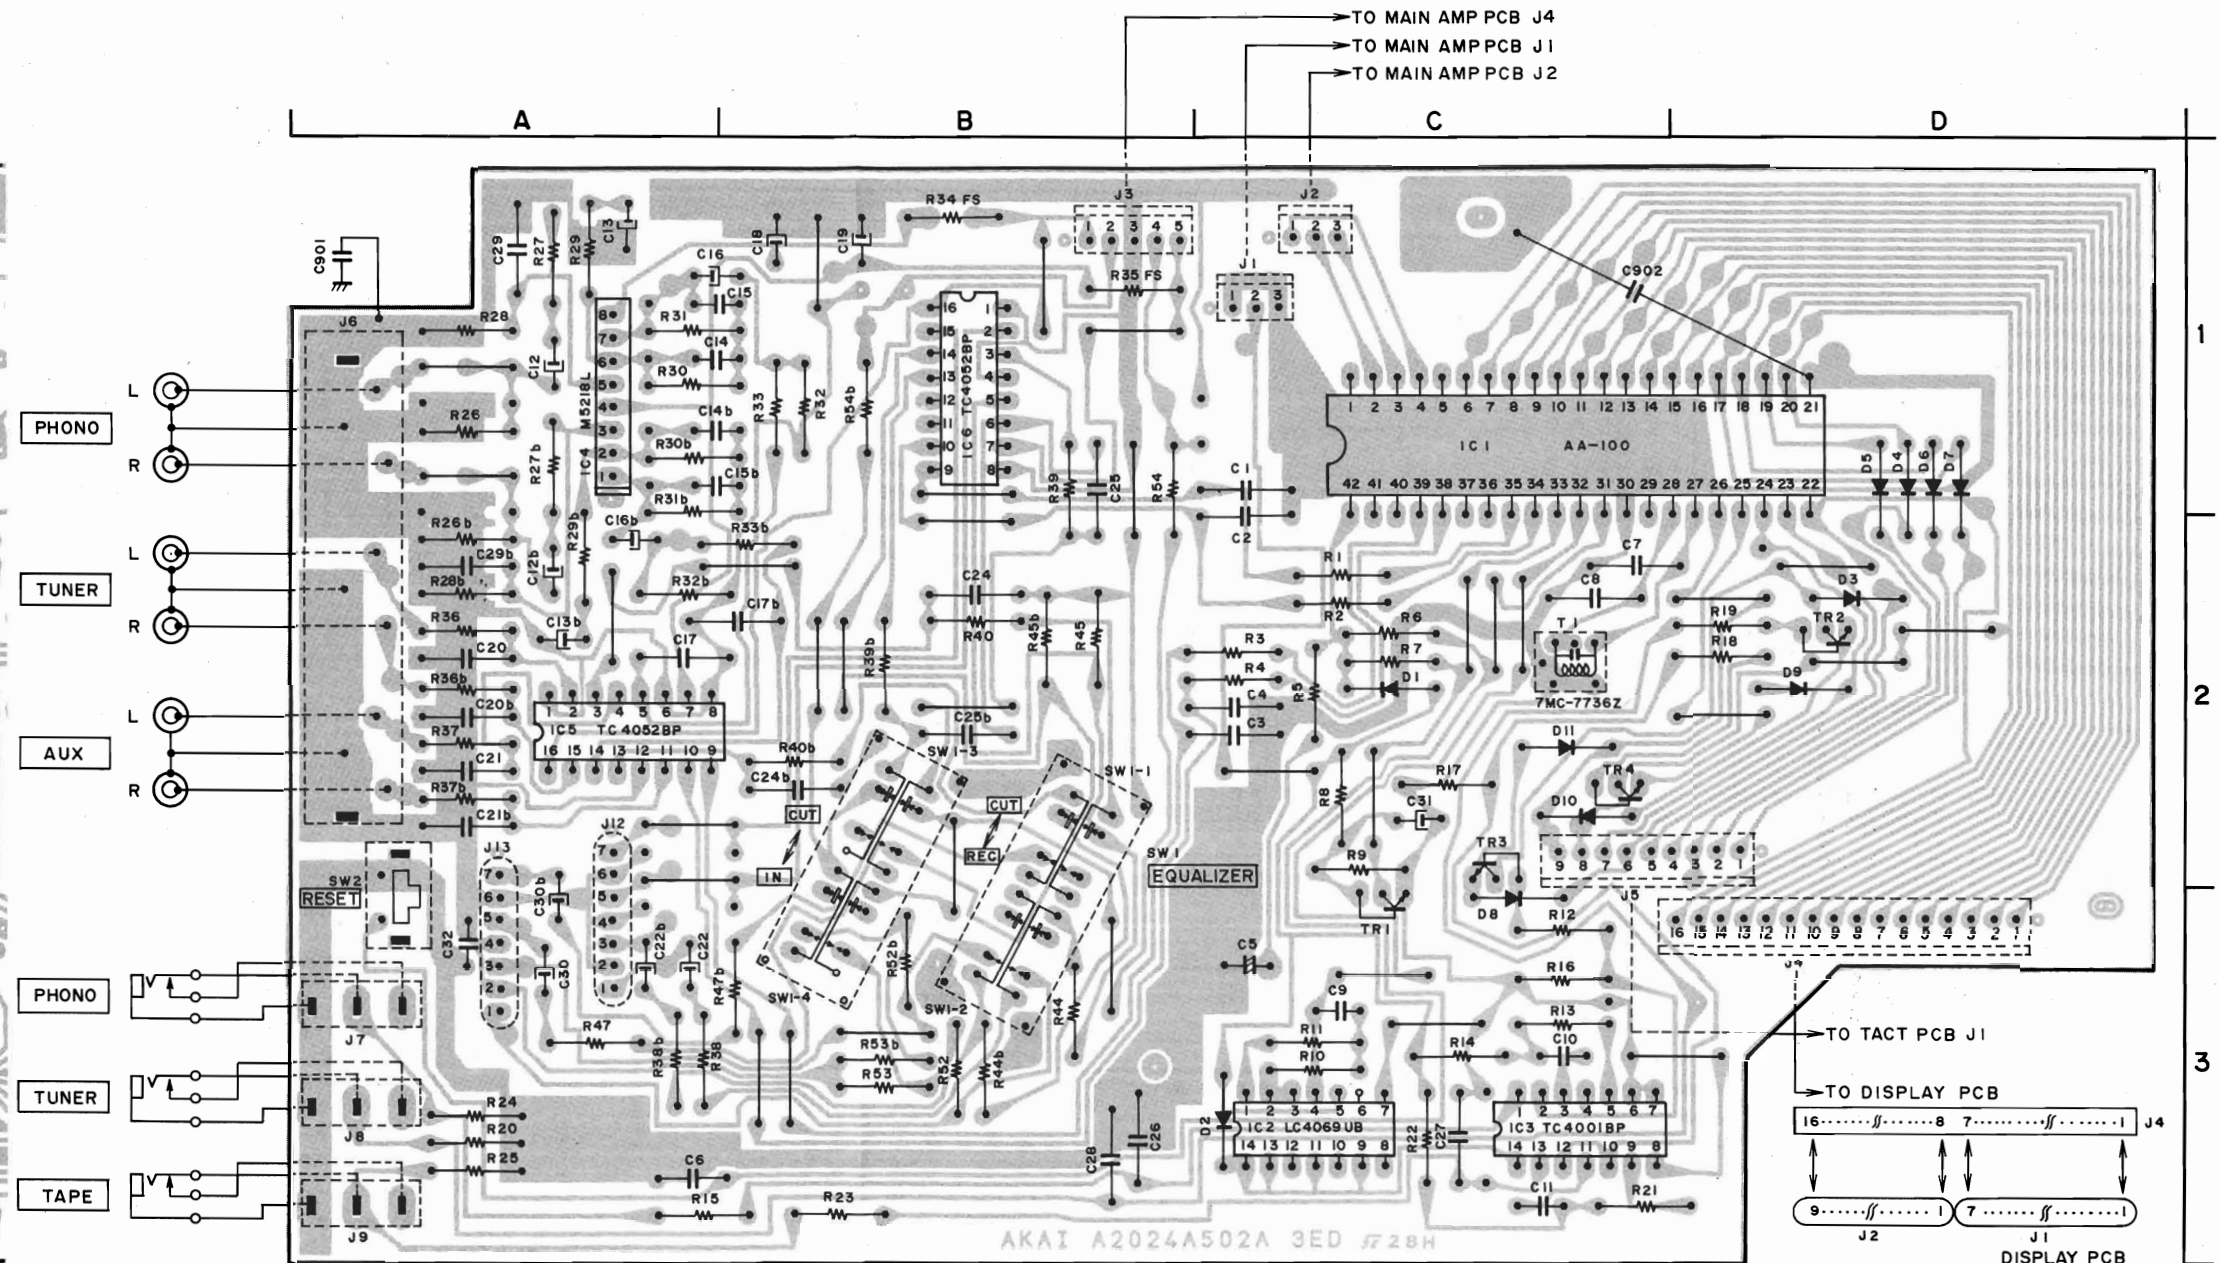 TO MAIN AMP PCB J4
TO MAIN AMP PCB J1
TO MAIN AMP PCB J2
A B C D
1
2
3
C901
J6
L
PHONO
R
L
TUNER
R
L
AUX
R
PHONO
J7
TUNER
J8
TAPE
J9
C29 R27 R29 C13
C18 C19
R34 FS
J3
1 2 3 4 5
J2
1 2 3
R35 FS
J1
1 2 3
C902
C16
C15
R28
R31
C14
C12
R30
R26
C14b
R30b
R27b
C15b
R31b
8 7 6 5 4 3 2 1
IC4 M5218L
R33 R32 R54b
16 15 14 13 12 11 10 9
IC6 TC4052BP
1 2 3 4 5 6 7 8
R39 C25 R54
C1
C2
1 2 3 4 5 6 7 8 9 10 11 12 13 14 15 16 17 18 19 20 21
IC1 AA-100
42 41 40 39 38 37 36 35 34 33 32 31 30 29 28 27 26 25 24 23 22
D5 D4 D6 D7
R26b
C29b
R28b
C12b
R29b
C16b
R33b
R32b
C17b
R36
C13b
C20
C17
R36b
C20b
R37
C21
R37b
C21b
1 2 3 4 5 6 7 8
IC5 TC4052BP
16 15 14 13 12 11 10 9
C24
R40
R39b
R45b
R45
C25b
R40b
C24b
R1
R2
R3
R4
C4
C3
R5
R6
R7
D1
C7
C8
T1
7MC-7736Z
R19
R18
D3
TR2
D9
D11
TR4
D10
R17
R8
C31
R9
TR3
D8
TR1
R12
9 8 7 6 5 4 3 2 1
J5
16 15 14 13 12 11 10 9 8 7 6 5 4 3 2 1
J4
SW1-3
SW1-1
CUT
CUT
IN
REC
SW1
EQUALIZER
SW1-4
SW1-2
SW2
RESET
J13
7 6 5 4 3 2 1
J12
7 6 5 4 3 2 1
C30b
C32
C30
C22b
C22
R47b
R52b
R44
R47
R38b
R38
R53b
R53
R52
R44b
C5
C9
R11
R10
R16
R13
R14
C10
R24
R20
R25
C6
R15
R23
C28
C26
D2
1 2 3 4 5 6 7
IC2 LC4069UB
14 13 12 11 10 9 8
R22
C27
1 2 3 4 5 6 7
IC3 TC4001BP
14 13 12 11 10 9 8
C11
R21
TO TACT PCB J1
TO DISPLAY PCB
16 8 7 1 J4
9 1 7 1
J2 J1
DISPLAY PCB
AKAI A2024A502A 3ED 28H